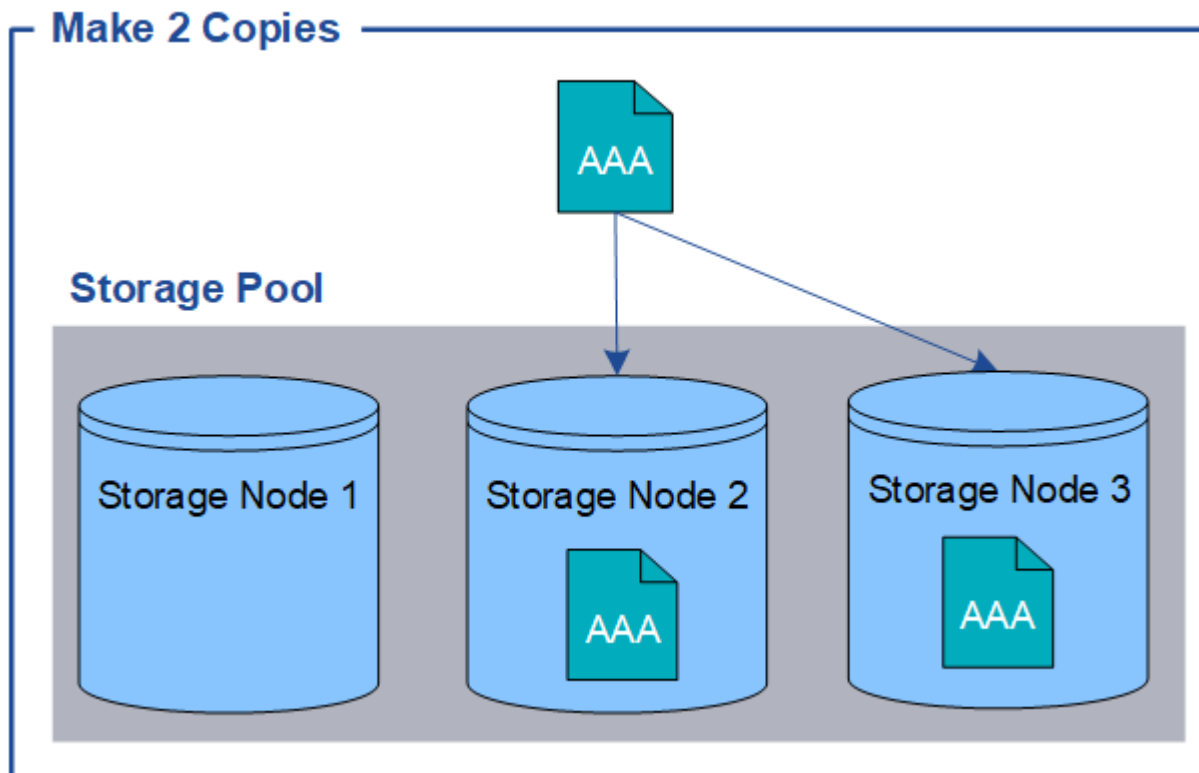 Make 2 Copies
AAA
Storage Pool
Storage Node 1
Storage Node 2
Storage Node 3
AAA
AAA